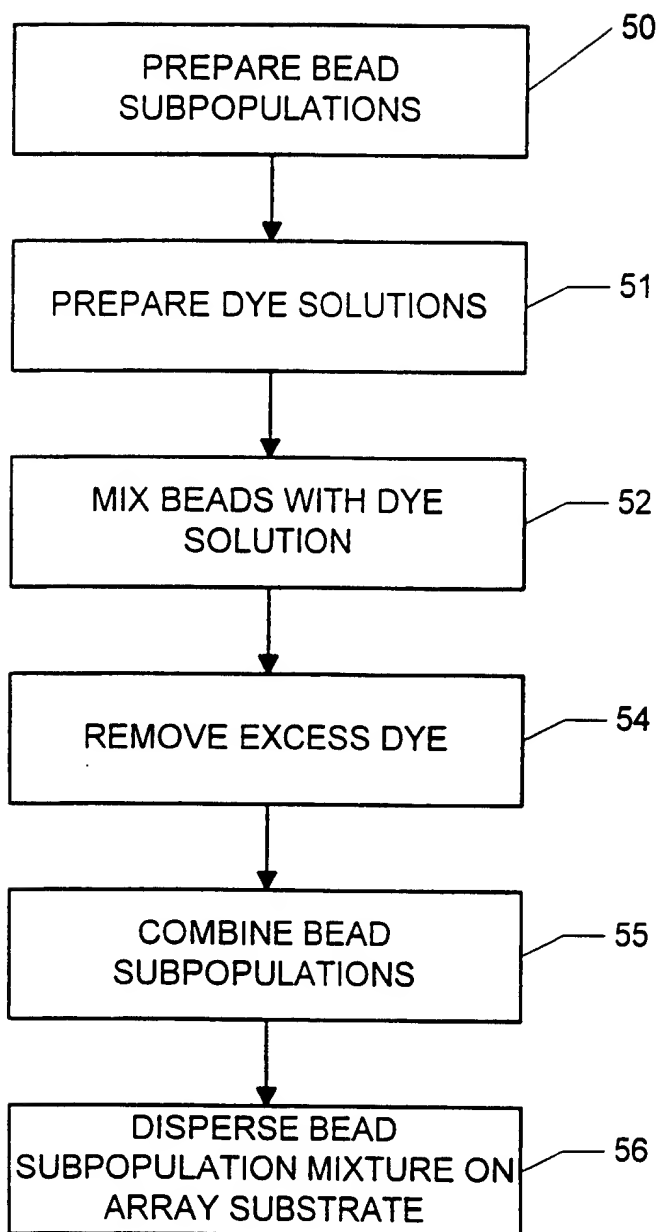 50
PREPARE BEAD
SUBPOPULATIONS
PREPARE DYE SOLUTIONS
51
MIX BEADS WITH DYE
SOLUTION
52
REMOVE EXCESS DYE
54
COMBINE BEAD
SUBPOPULATIONS
55
DISPERSE BEAD
SUBPOPULATION MIXTURE ON
ARRAY SUBSTRATE
56